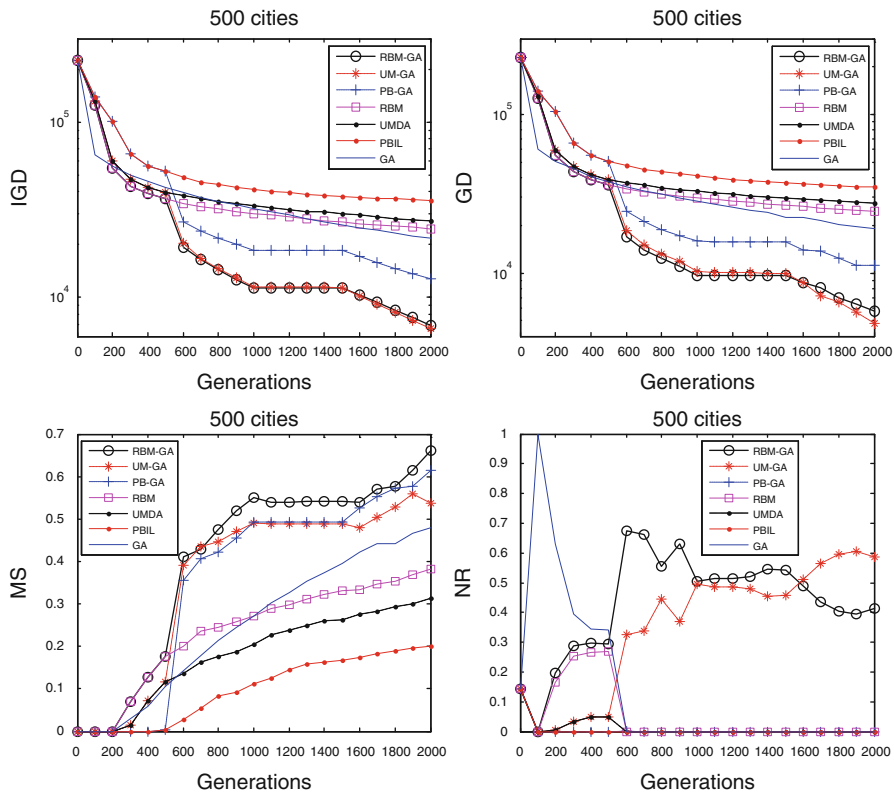 500 cities
IGD
10^5
10^4
RBM-GA
UM-GA
PB-GA
RBM
UMDA
PBIL
GA
0 200 400 600 800 1000 1200 1400 1600 1800 2000
Generations
500 cities
GD
10^5
10^4
RBM-GA
UM-GA
PB-GA
RBM
UMDA
PBIL
GA
0 200 400 600 800 1000 1200 1400 1600 1800 2000
Generations
500 cities
MS
0.7
0.6
0.5
0.4
0.3
0.2
0.1
0
RBM-GA
UM-GA
PB-GA
RBM
UMDA
PBIL
GA
0 200 400 600 800 1000 1200 1400 1600 1800 2000
Generations
500 cities
NR
1
0.9
0.8
0.7
0.6
0.5
0.4
0.3
0.2
0.1
0
RBM-GA
UM-GA
PB-GA
RBM
UMDA
PBIL
GA
0 200 400 600 800 1000 1200 1400 1600 1800 2000
Generations